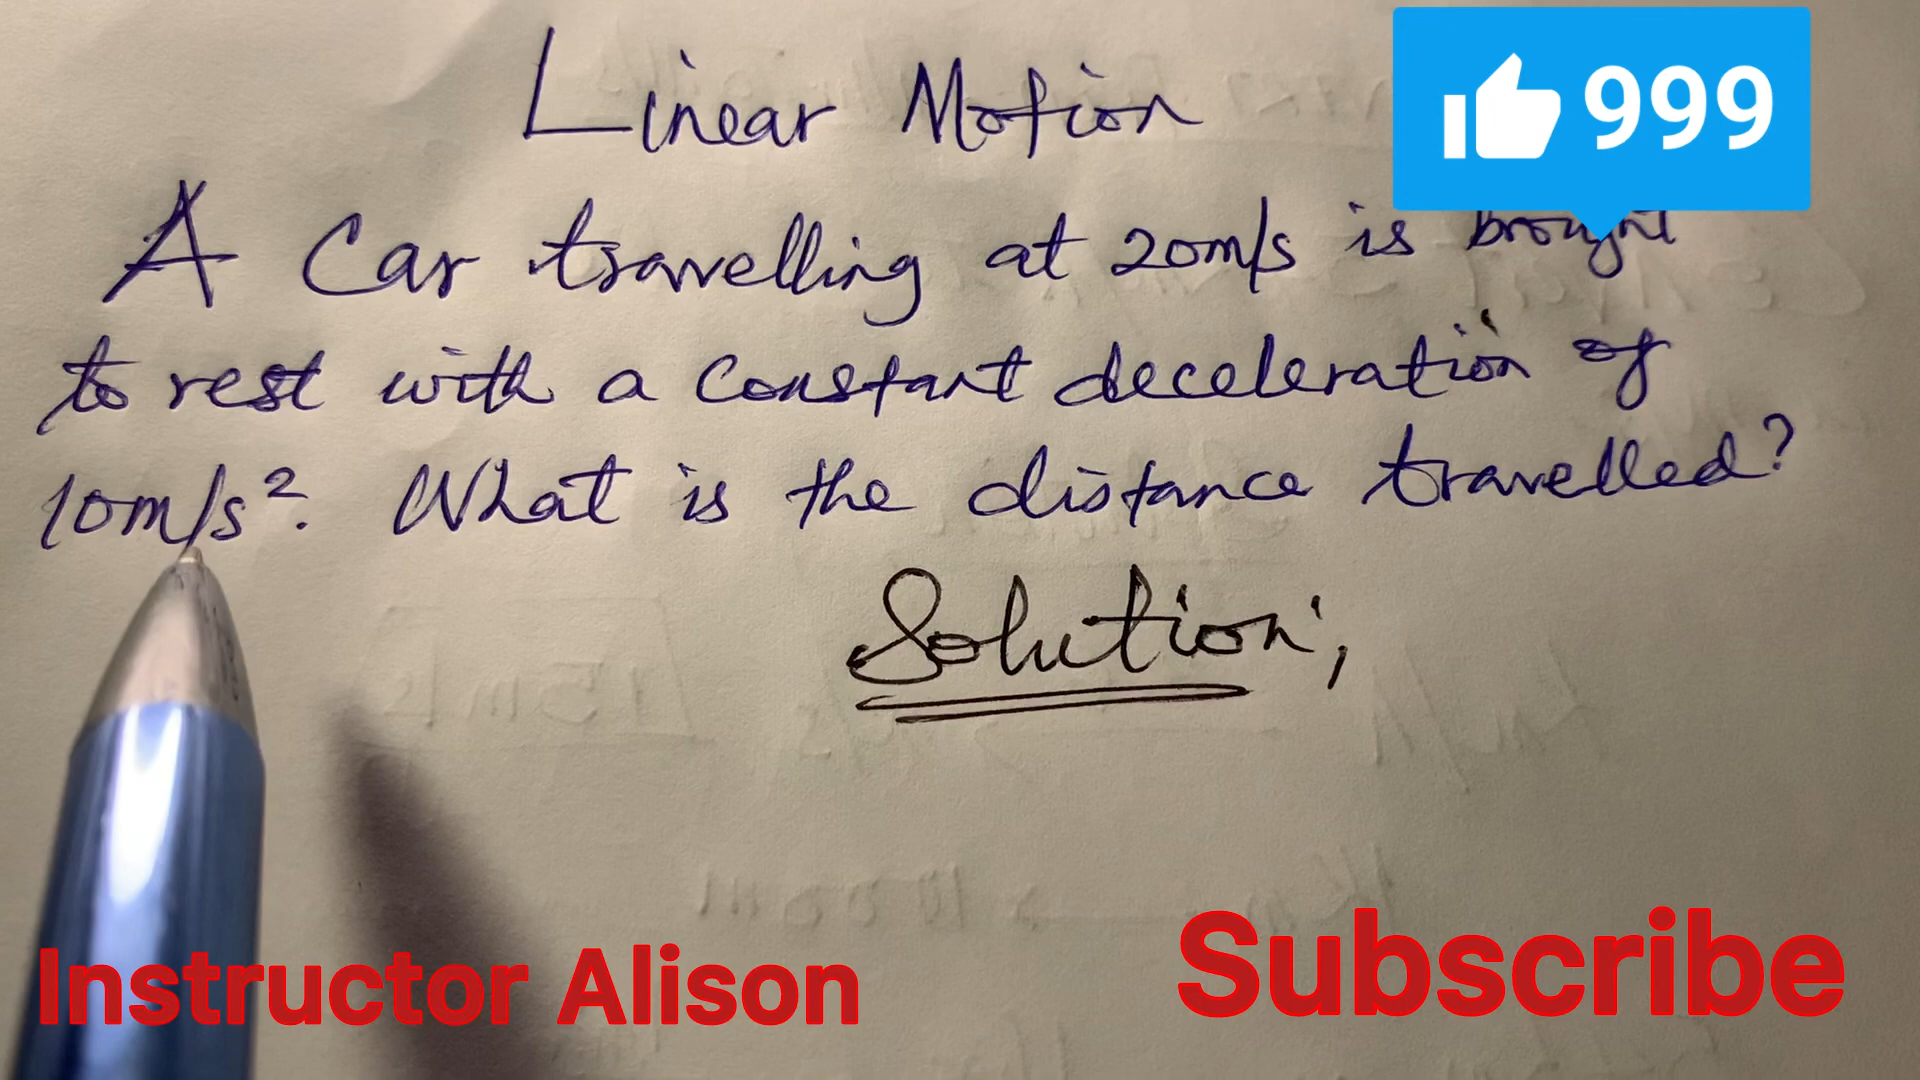 Linear Motion
999
A Car travelling at 20m/s is brought
to rest with a constant deceleration of
10m/s². What is the distance travelled?
Solution;
Instructor Alison
Subscribe